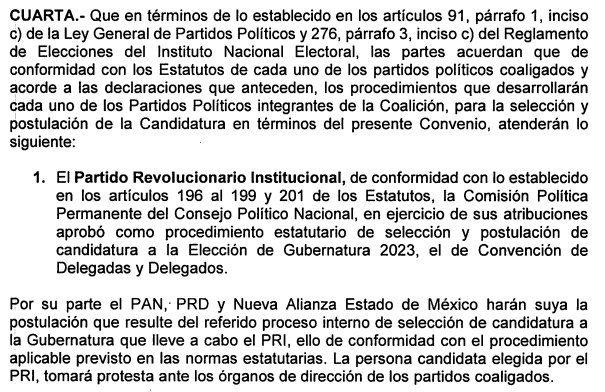 CUARTA.- Que en términos de lo establecido en los artículos 91, párrafo 1, inciso
c) de la Ley General de Partidos Políticos y 276, párrafo 3, inciso c) del Reglamento
de Elecciones del Instituto Nacional Electoral, las partes acuerdan que de
conformidad con los Estatutos de cada uno de los partidos políticos coaligados y
acorde a las declaraciones que anteceden, los procedimientos que desarrollarán
cada uno de los Partidos Políticos integrantes de la Coalición, para la selección y
postulación de la Candidatura en términos del presente Convenio, atenderán lo
siguiente:
1. El Partido Revolucionario Institucional, de conformidad con lo establecido
en los artículos 196 al 199 y 201 de los Estatutos, la Comisión Política
Permanente del Consejo Político Nacional, en ejercicio de sus atribuciones
aprobó como procedimiento estatutario de selección y postulación de
candidatura a la Elección de Gubernatura 2023, el de Convención de
Delegadas y Delegados.
Por su parte el PAN, PRD y Nueva Alianza Estado de México harán suya la
postulación que resulte del referido proceso interno de selección de candidatura a
la Gubernatura que lleve a cabo el PRI, ello de conformidad con el procedimiento
aplicable previsto en las normas estatutarias. La persona candidata elegida por el
PRI, tomará protesta ante los órganos de dirección de los partidos coaligados.